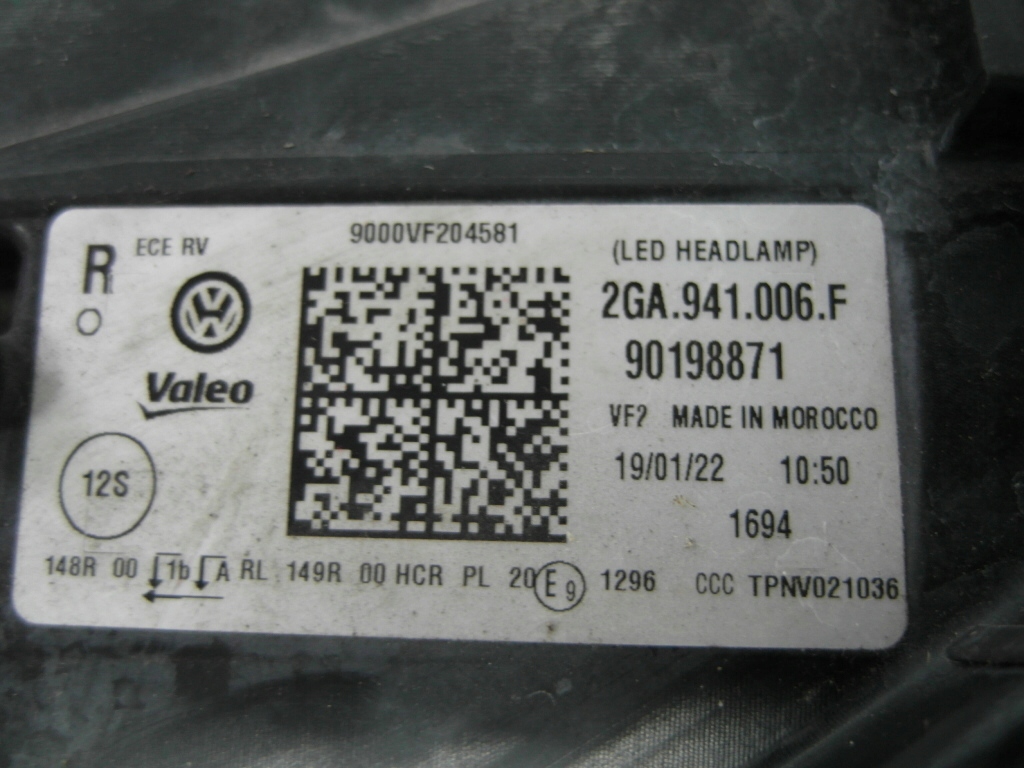 R
O
ECE RV
9000VF204581
(LED HEADLAMP)
2GA.941.006.F
90198871
Valeo
VF2 MADE IN MOROCCO
12S
19/01/22 10:50
1694
148R 00 1b A RL 149R 00 HCR PL 20 E9 1296 CCC TPNV021036